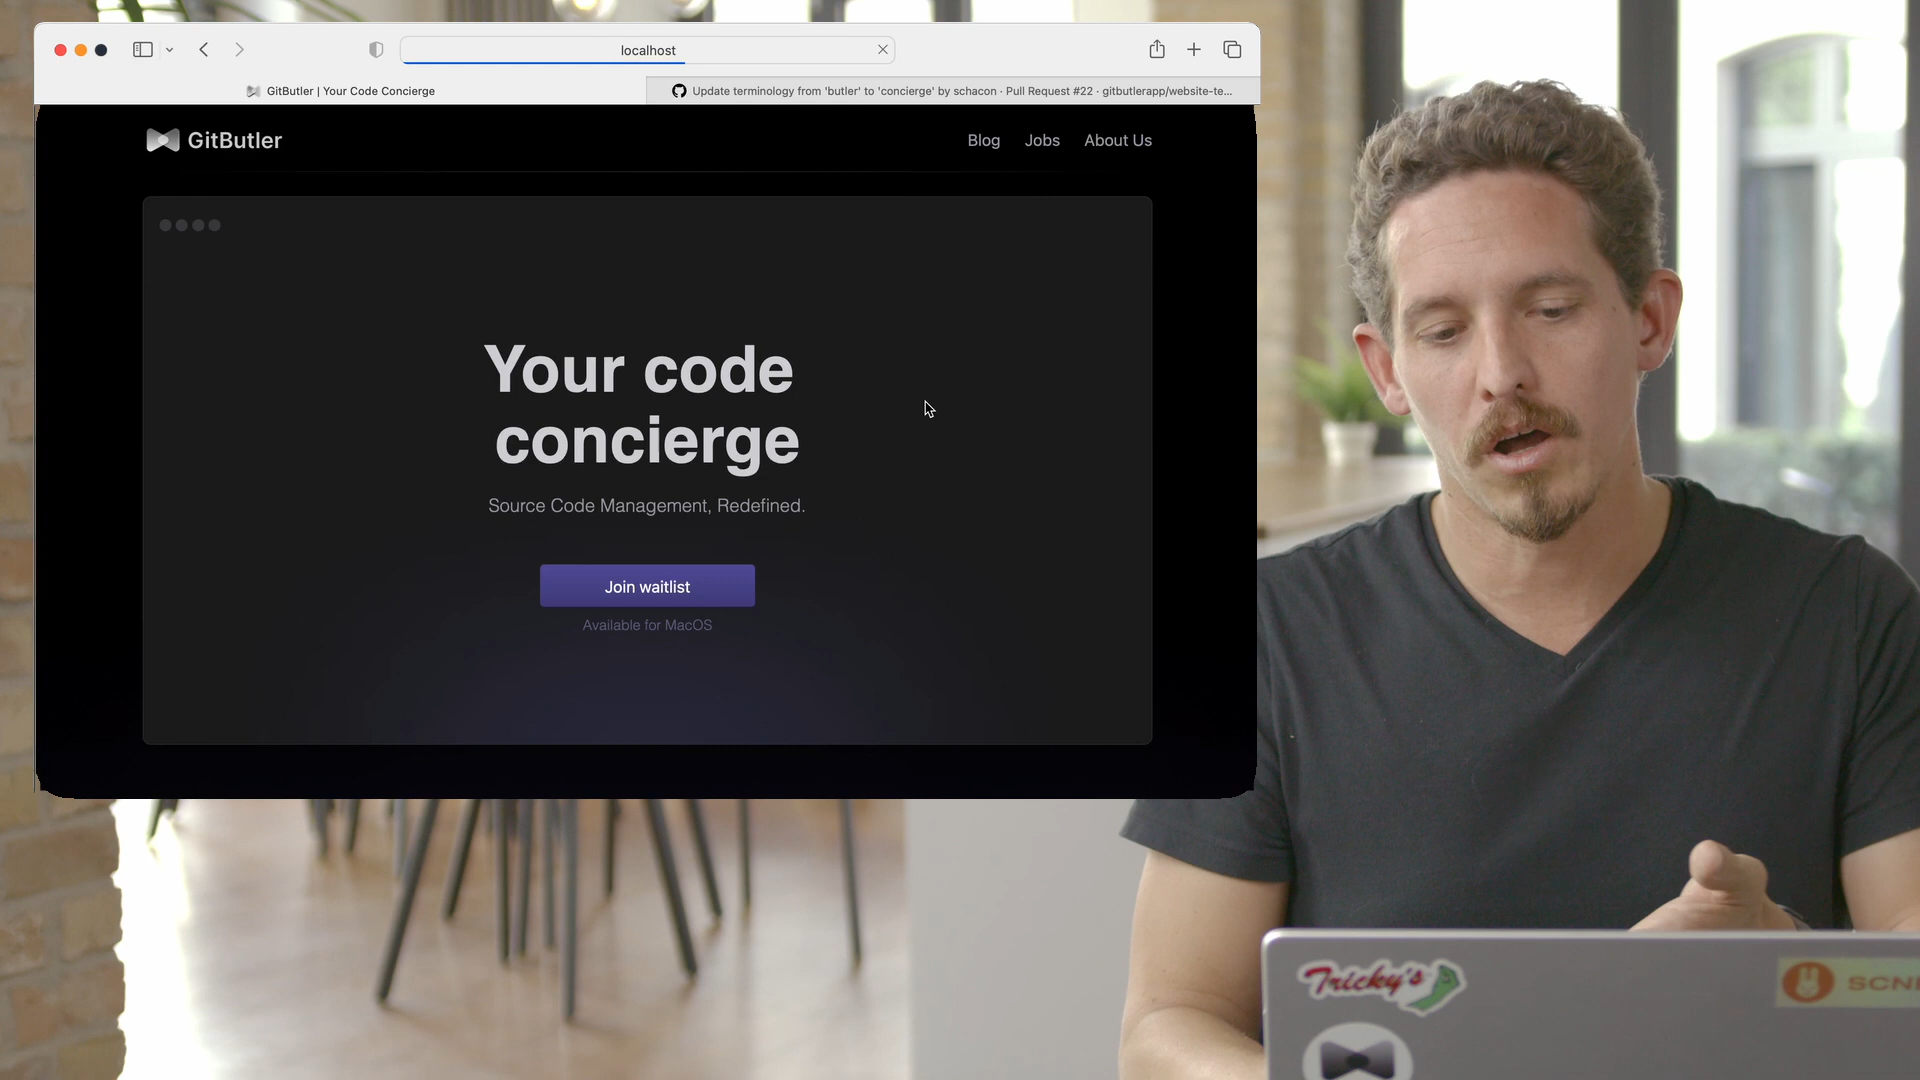 localhost
GitButler | Your Code Concierge
Update terminology from 'butler' to 'concierge' by schacon · Pull Request #22 · gitbutlerapp/website-te...
GitButler
Blog
Jobs
About Us
Your code
concierge
Source Code Management, Redefined.
Join waitlist
Available for MacOS
Tricky's